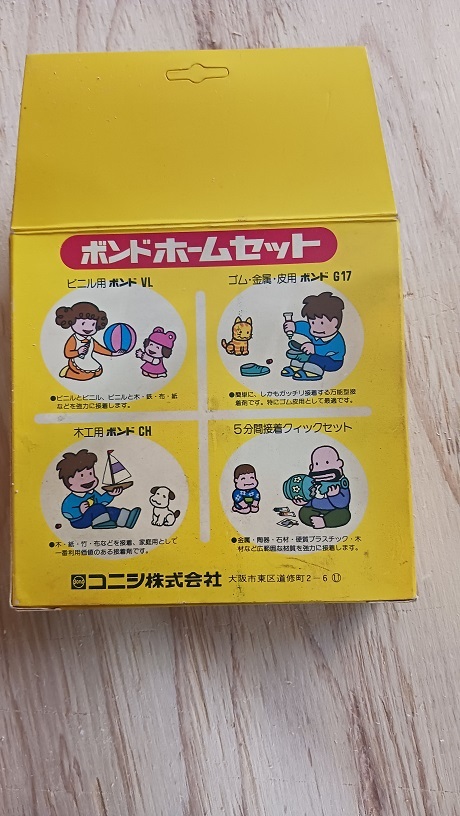 ボンドホームセット
ビニル用 ボンド VL
ゴム・金属・皮用 ボンド G17
●ビニルとビニル、ビニルと木・鉄・布・紙
などを強力に接着します。
●簡単に、しかもガッチリ接着する万能型接
着剤です。特にゴム皮用として最適です。
木工用 ボンド CH
5分間接着クイックセット
●木・紙・竹・布などを接着、家庭用として
一番利用価値のある接着剤です。
●金属・陶器・石材・硬質プラスチック・木
材など広範囲な材質を強力に接着します。
コニシ株式会社 大阪市東区道修町2-6 U